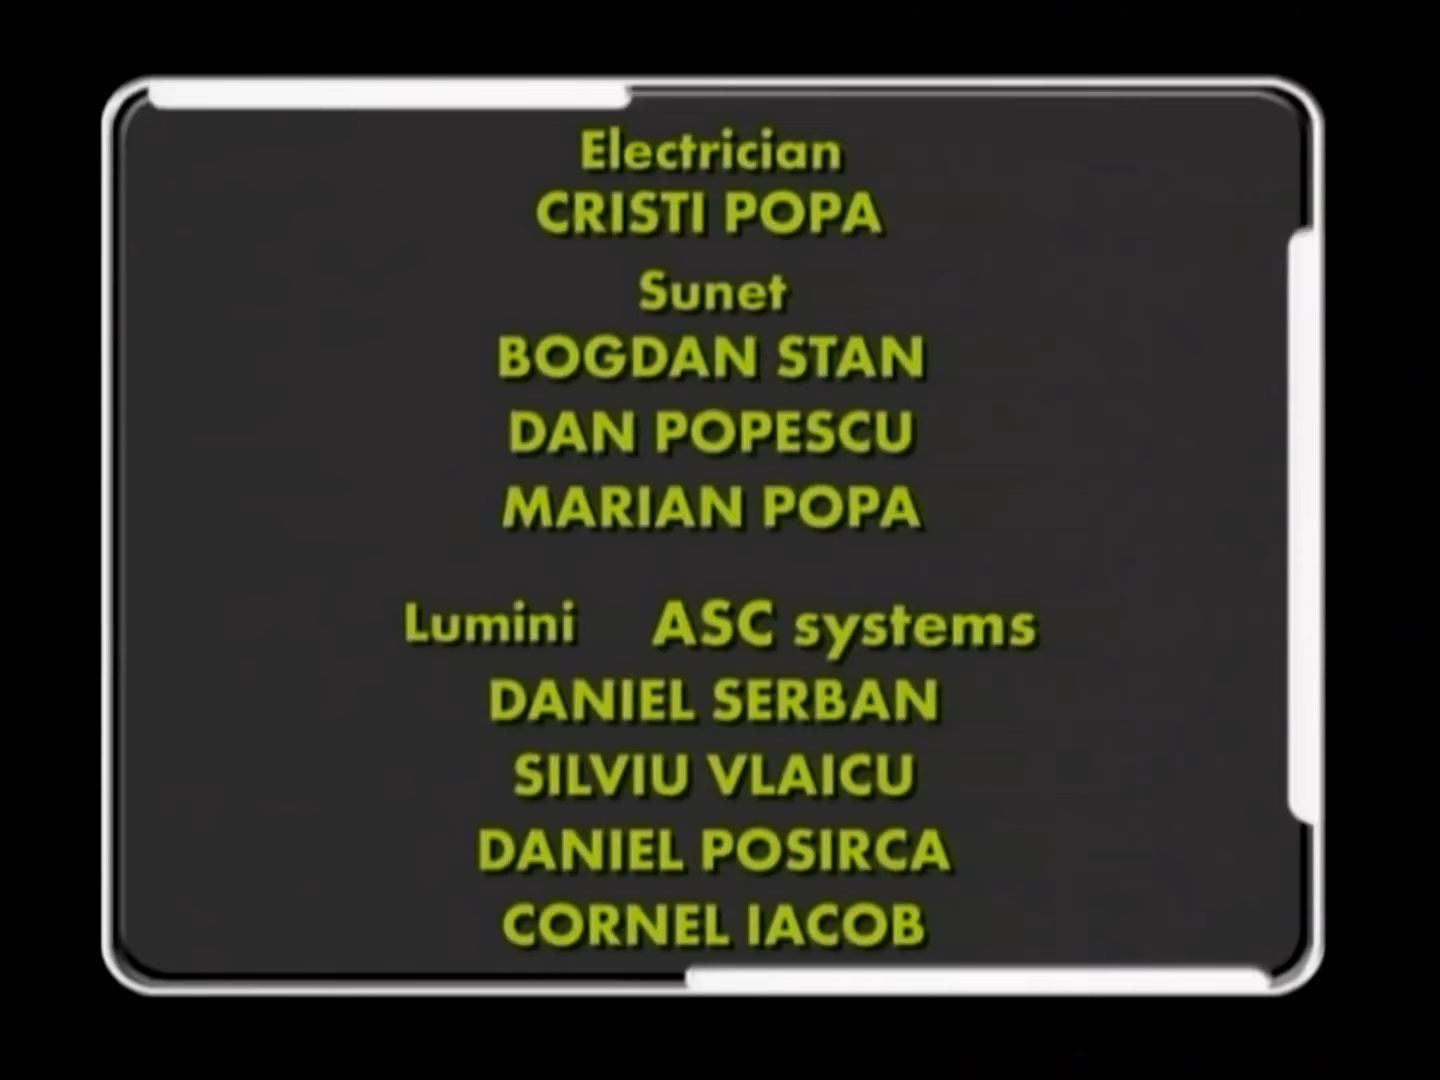 Electrician
CRISTI POPA
Sunet
BOGDAN STAN
DAN POPESCU
MARIAN POPA
Lumini ASC systems
DANIEL SERBAN
SILVIU VLAICU
DANIEL POSIRCA
CORNEL IACOB